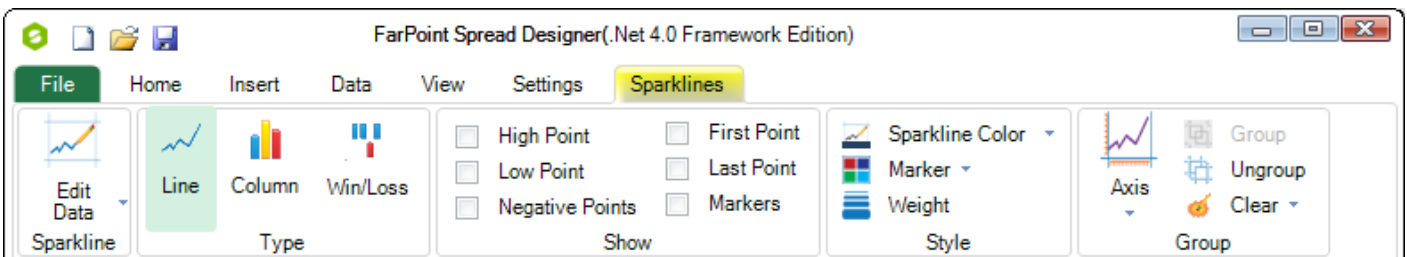 FarPoint Spread Designer(.Net 4.0 Framework Edition)
File Home Insert Data View Settings Sparklines
Edit
Data
Sparkline
Line Column Win/Loss
Type
High Point First Point
Low Point Last Point
Negative Points Markers
Show
Sparkline Color
Marker
Weight
Style
Axis
Group
Ungroup
Clear
Group